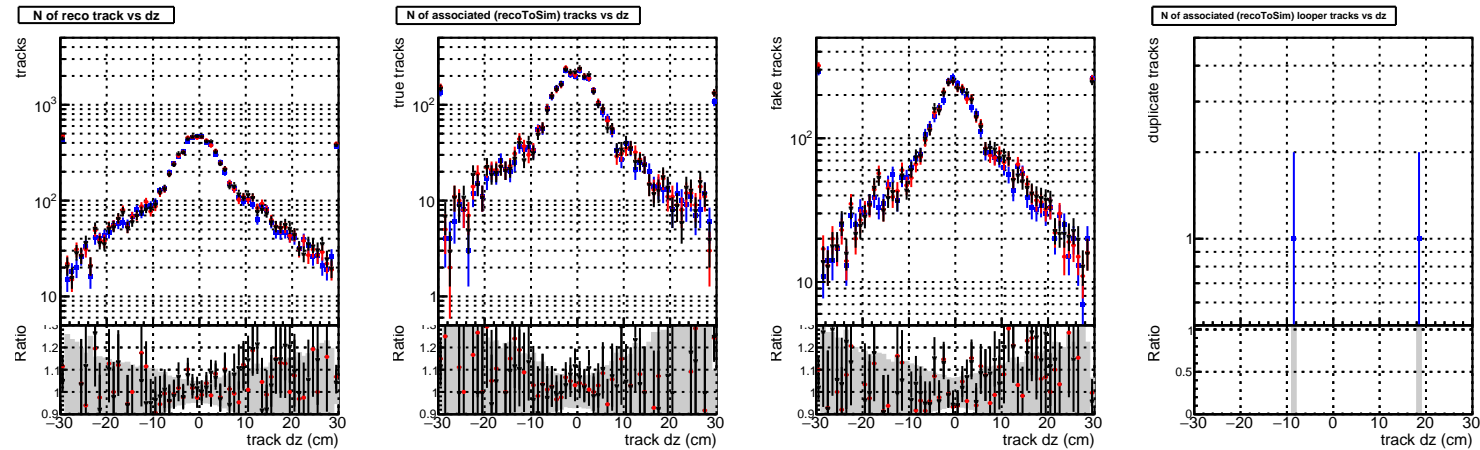 N of reco track vs dz
tracks
10³
10²
10
Ratio
1.3
1.2
1.1
1
0.9
−30 −20 −10 0 10 20 30
track dz (cm)
N of associated (recoToSim) tracks vs dz
true tracks
10²
10
1
Ratio
1.3
1.2
1.1
1
0.9
−30 −20 −10 0 10 20 30
track dz (cm)
fake tracks
10²
10
Ratio
1.3
1.2
1.1
1
0.9
−30 −20 −10 0 10 20 30
track dz (cm)
N of associated (recoToSim) looper tracks vs dz
duplicate tracks
1
Ratio
1
0.5
0
−30 −20 −10 0 10 20 30
track dz (cm)